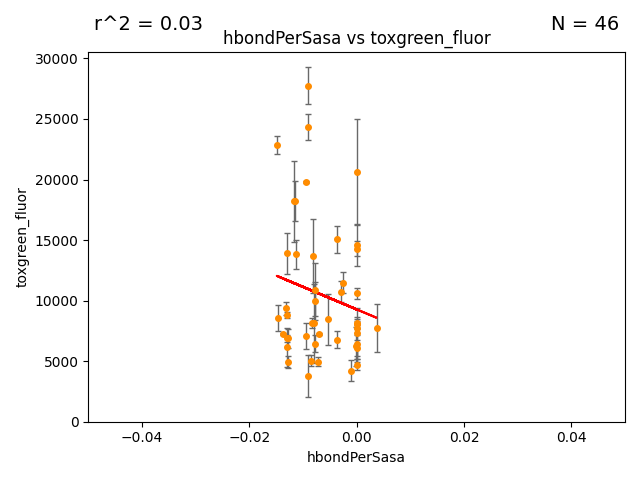 r^2 = 0.03
N = 46
hbondPerSasa vs toxgreen_fluor
30000
25000
20000
15000
10000
5000
0
toxgreen_fluor
−0.04
−0.02
0.00
0.02
0.04
hbondPerSasa